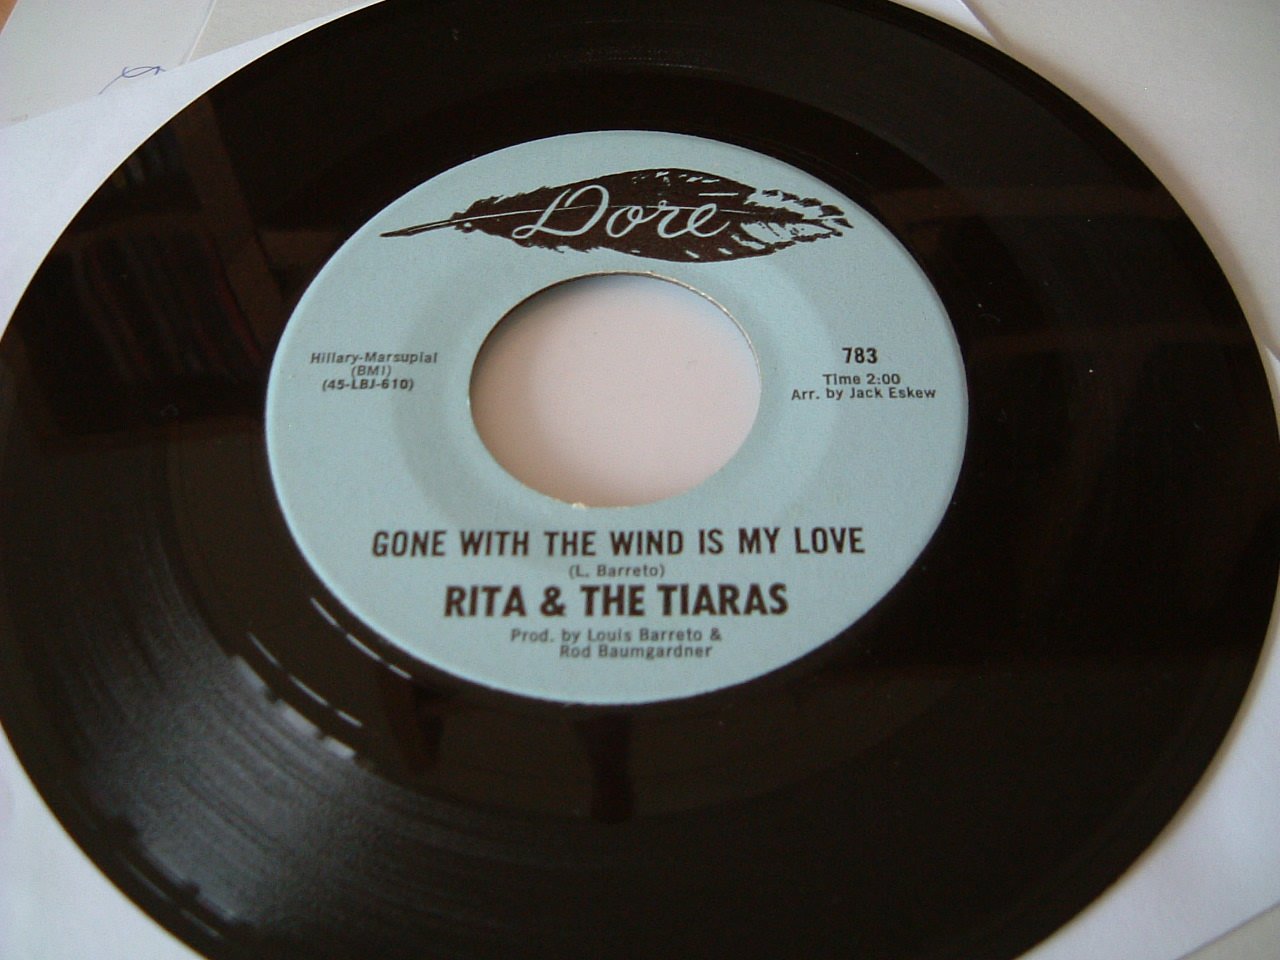 Doré
Hillary-Marsupial
(BMI)
(45-LBJ-610)
783
Time 2:00
Arr. by Jack Eskew
GONE WITH THE WIND IS MY LOVE
(L. Barreto)
RITA & THE TIARAS
Prod. by Louis Barreto &
Rod Baumgardner